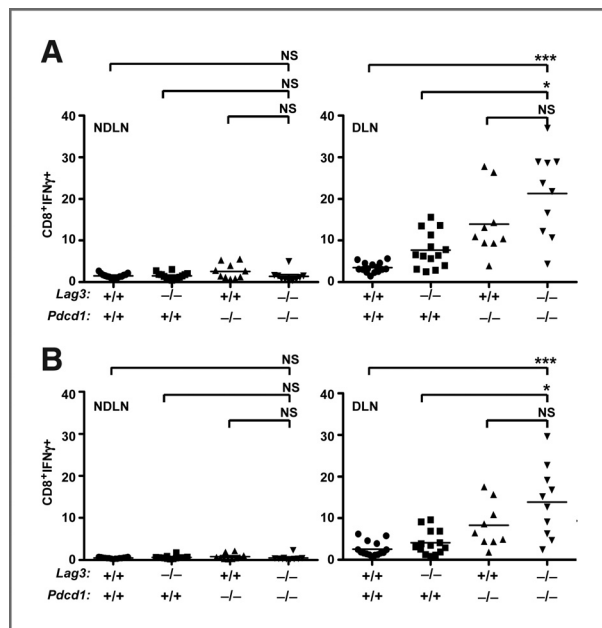 A
NS
***
NS
*
NS
NS
40
NDLN
40
DLN
30
30
CD8+IFNγ+
20
20
10
10
0
0
Lag3: +/+ –/– +/+ –/– +/+ –/– +/+ –/–
Pdcd1: +/+ +/+ –/– –/– +/+ +/+ –/– –/–
B
NS
***
NS
*
NS
NS
40
NDLN
40
DLN
30
30
CD8+IFNγ+
20
20
10
10
0
0
Lag3: +/+ –/– +/+ –/– +/+ –/– +/+ –/–
Pdcd1: +/+ +/+ –/– –/– +/+ +/+ –/– –/–